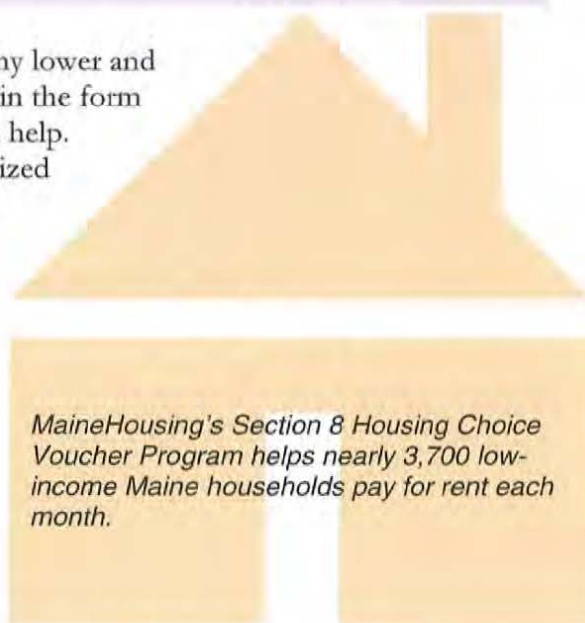 ny lower and
in the form
help.
ized
MaineHousing's Section 8 Housing Choice
Voucher Program helps nearly 3,700 low-
income Maine households pay for rent each
month.